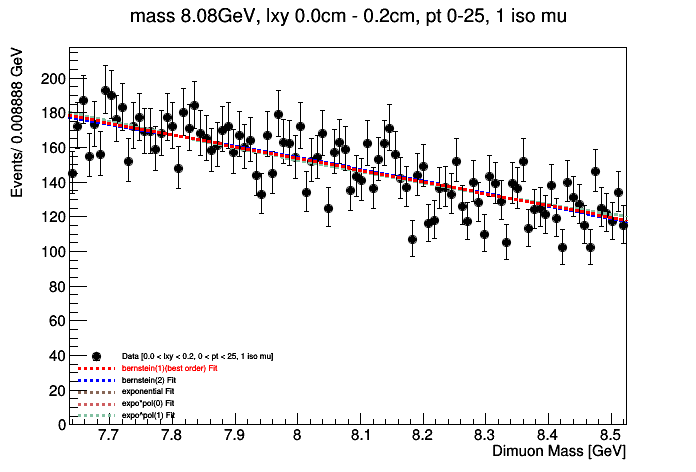 mass 8.08GeV, lxy 0.0cm - 0.2cm, pt 0-25, 1 iso mu
Events/ 0.008888 GeV
200
180
160
140
120
100
80
60
40
20
0
Data [0.0 < lxy < 0.2, 0 < pt < 25, 1 iso mu]
bernstein(1)(best order) Fit
bernstein(2) Fit
exponential Fit
expo*pol(0) Fit
expo*pol(1) Fit
7.7 7.8 7.9 8 8.1 8.2 8.3 8.4 8.5
Dimuon Mass [GeV]